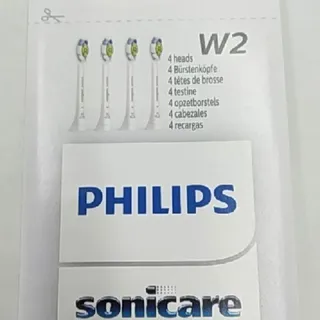 W2
4 heads
4 Bürstenköpfe
4 têtes de brosse
4 testine
4 opzetborstels
4 cabezales
4 recargas
PHILIPS
sonicare